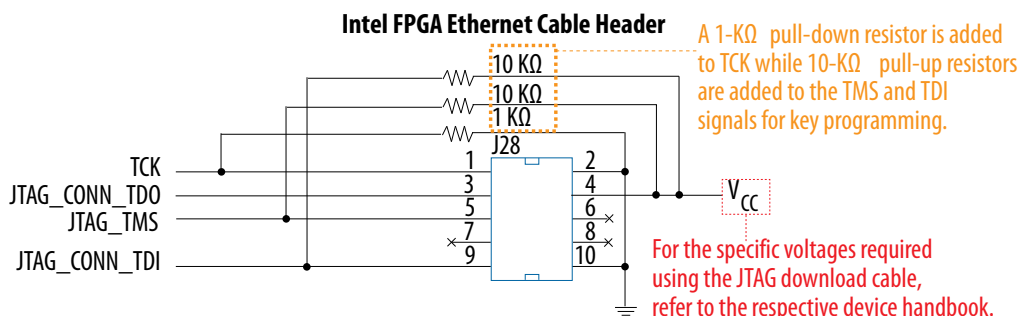 Intel FPGA Ethernet Cable Header
A 1-KΩ pull-down resistor is added
to TCK while 10-KΩ pull-up resistors
are added to the TMS and TDI
signals for key programming.
10 KΩ
10 KΩ
1 KΩ
J28
TCK 1 2
JTAG_CONN_TDO 3 4
VCC
JTAG_TMS 5 6
7 8
JTAG_CONN_TDI 9 10
For the specific voltages required
using the JTAG download cable,
refer to the respective device handbook.